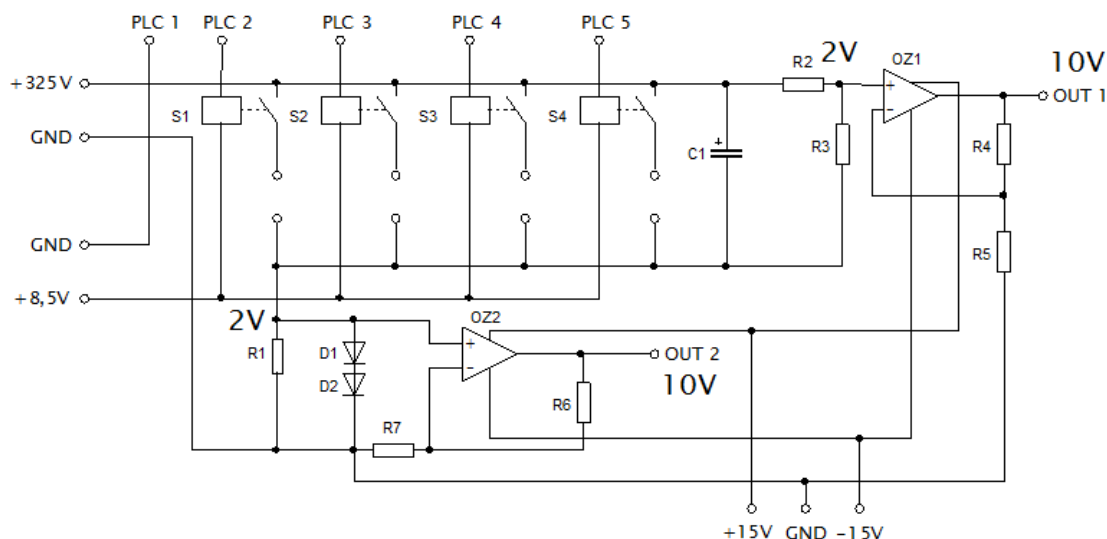 PLC 1 PLC 2 PLC 3 PLC 4 PLC 5
2V OZ1 10V
R2
+325V
+
-
OUT 1
S1 S2 S3 S4
+
C1
R3
R4
GND
GND
R5
+8,5V
2V OZ2
R1
D1
+
-
OUT 2
D2
10V
R6
R7
+15V GND -15V